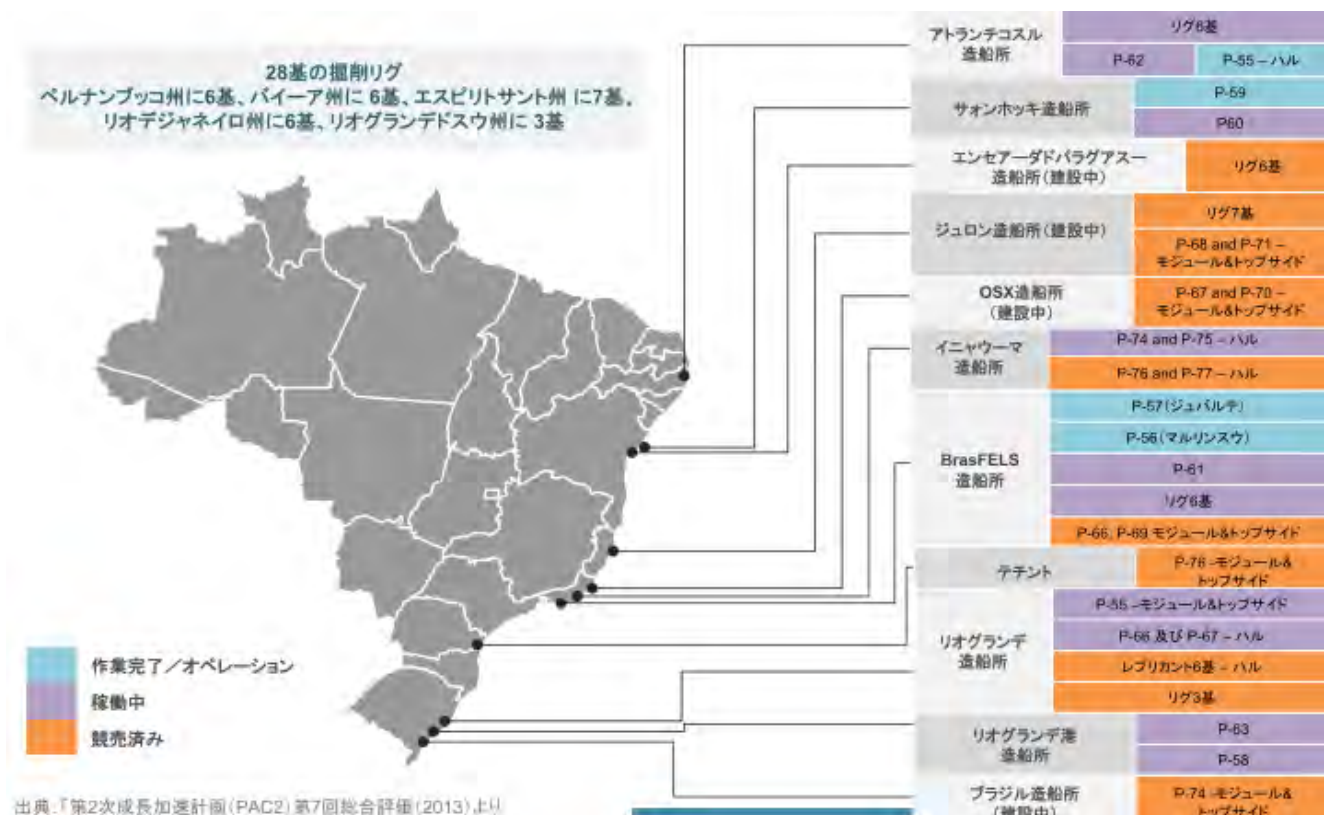 28基の掘削リグ
ペルナンブッコ州に6基、バイーア州に 6基、エスピリトサント州 に7基、
リオデジャネイロ州に6基、リオグランデドスウ州に 3基
アトランチコスル
造船所
リグ6基
P-62
P-55 – ハル
サォンホッキ造船所
P-59
P60
エンセアーダドパラグアスー
造船所(建設中)
リグ6基
ジュロン造船所(建設中)
リグ7基
P-68 and P-71 –
モジュール&トップサイド
OSX造船所
(建設中)
P-67 and P-70 –
モジュール&トップサイド
イニャウーマ
造船所
P-74 and P-75 – ハル
P-76 and P-77 – ハル
BrasFELS
造船所
P-57(ジュバルテ)
P-56(マルリンスウ)
P-61
リグ6基
P-66, P-69 モジュール&トップサイド
テチント
P-76 -モジュール&
トップサイド
リオグランデ
造船所
P-55 –モジュール&トップサイド
P-66 及び P-67 – ハル
レプリカント6基 – ハル
リグ3基
リオグランデ港
造船所
P-63
P-58
ブラジル造船所
(建設中)
P-74 -モジュール&
トップサイド
作業完了/オペレーション
稼働中
競売済み
出典:「第2次成長加速計画(PAC2)第7回総合評価(2013)より